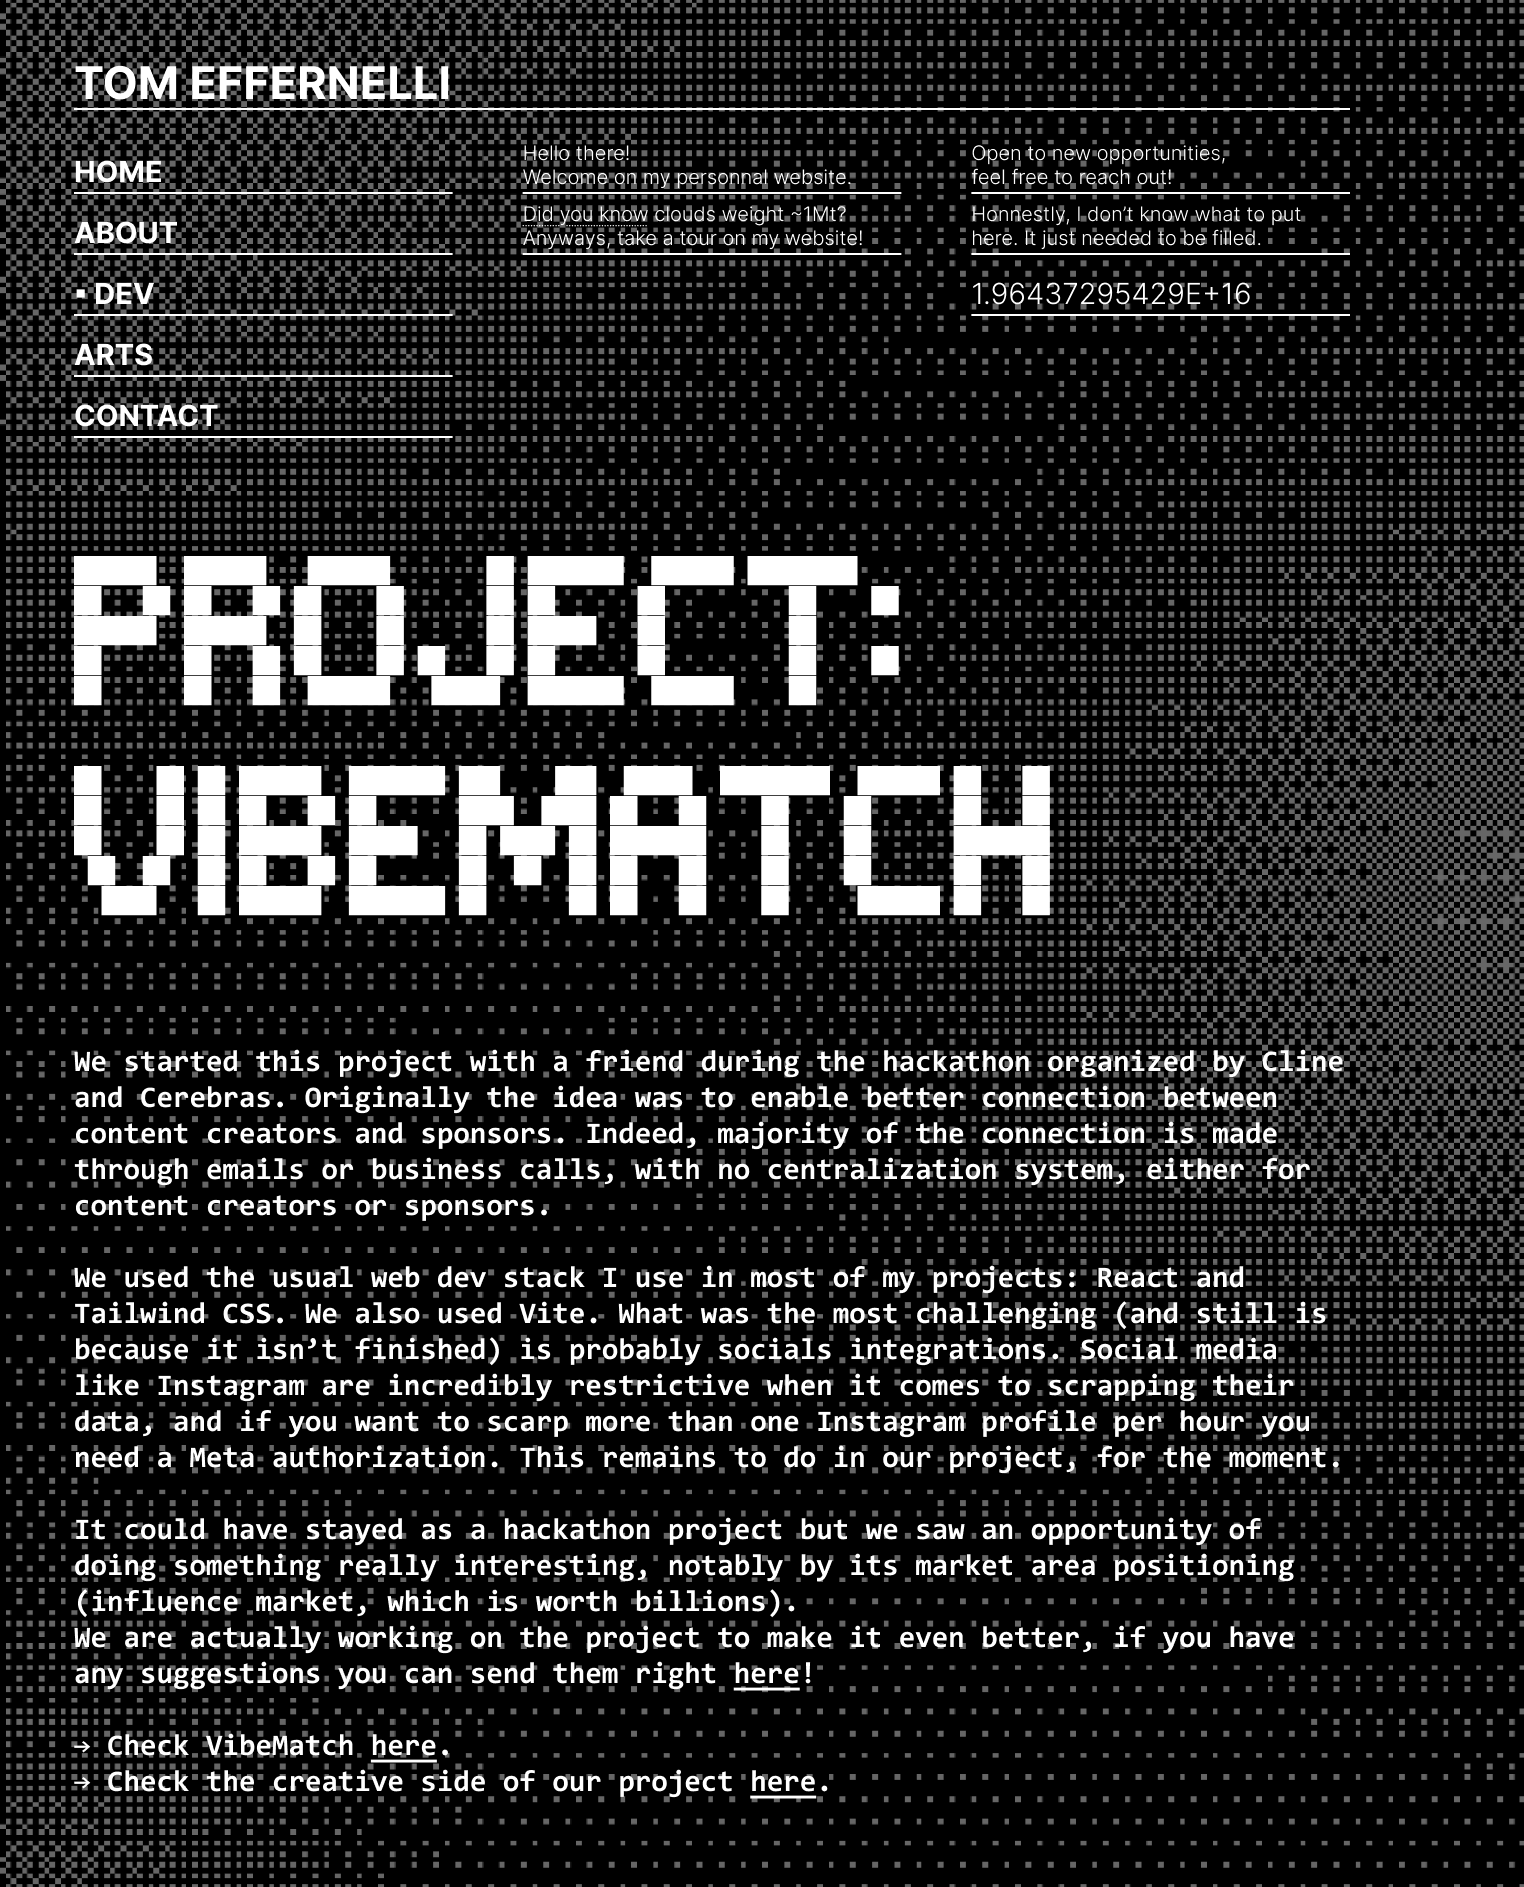 TOM EFFERNELLI
HOME
Hello there!
Welcome on my personnal website.
Open to new opportunities,
feel free to reach out!
ABOUT
Did you know clouds weight ~1Mt?
Anyways, take a tour on my website!
Honnestly, I don’t know what to put
here. It just needed to be filled.
▪ DEV
1.96437295429E+16
ARTS
CONTACT
PROJECT:
VIBEMATCH
We started this project with a friend during the hackathon organized by Cline
and Cerebras. Originally the idea was to enable better connection between
content creators and sponsors. Indeed, majority of the connection is made
through emails or business calls, with no centralization system, either for
content creators or sponsors.
We used the usual web dev stack I use in most of my projects: React and
Tailwind CSS. We also used Vite. What was the most challenging (and still is
because it isn’t finished) is probably socials integrations. Social media
like Instagram are incredibly restrictive when it comes to scrapping their
data, and if you want to scarp more than one Instagram profile per hour you
need a Meta authorization. This remains to do in our project, for the moment.
It could have stayed as a hackathon project but we saw an opportunity of
doing something really interesting, notably by its market area positioning
(influence market, which is worth billions).
We are actually working on the project to make it even better, if you have
any suggestions you can send them right here!
→ Check VibeMatch here.
→ Check the creative side of our project here.